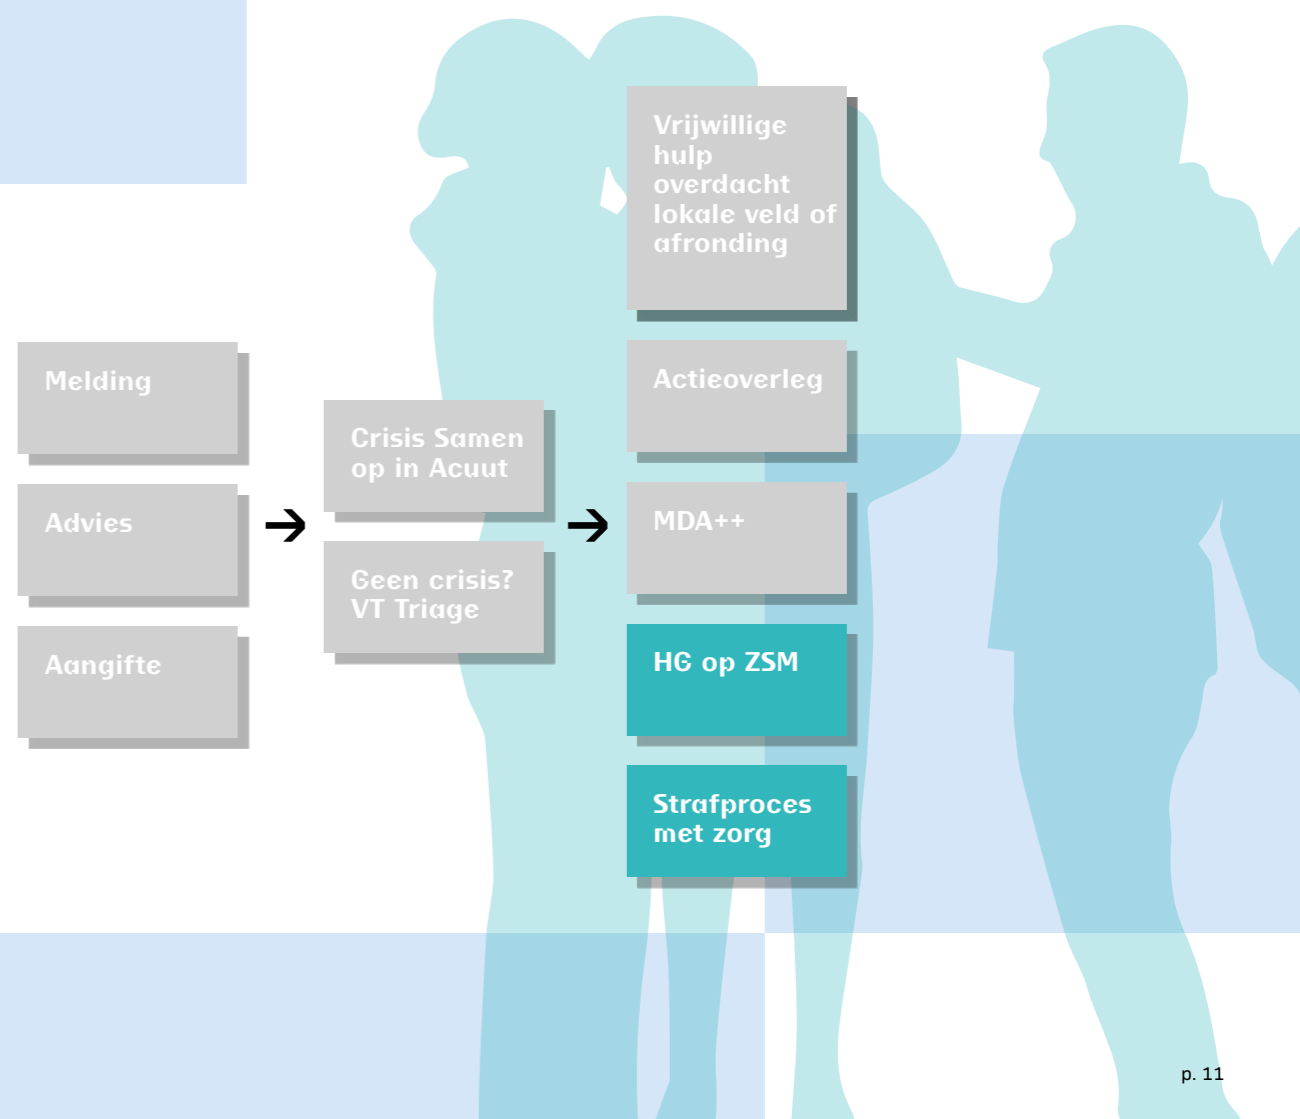 Melding
Advies
Aangifte
Crisis Samen
op in Acuut
Geen crisis?
VT Triage
Vrijwillige
hulp
overdacht
lokale veld of
afronding
Actieoverleg
MDA++
HG op ZSM
Strafproces
met zorg
p. 11